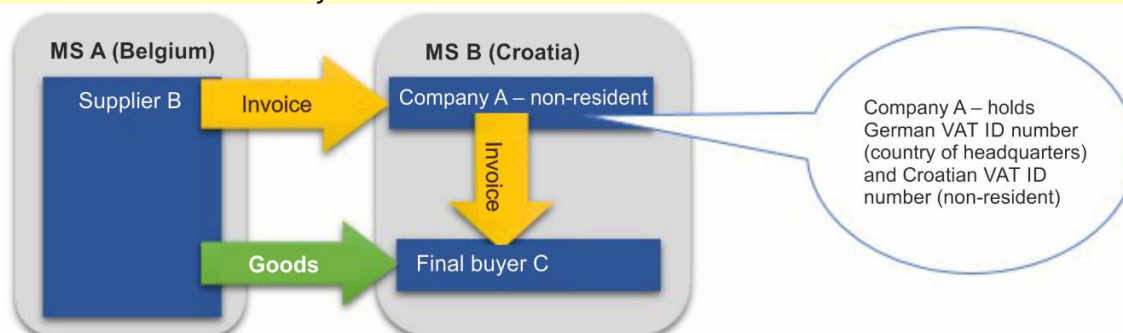 MS A (Belgium)
Supplier B
Invoice
Goods
MS B (Croatia)
Company A – non-resident
Invoice
Final buyer C
Company A – holds
German VAT ID number
(country of headquarters)
and Croatian VAT ID
number (non-resident)